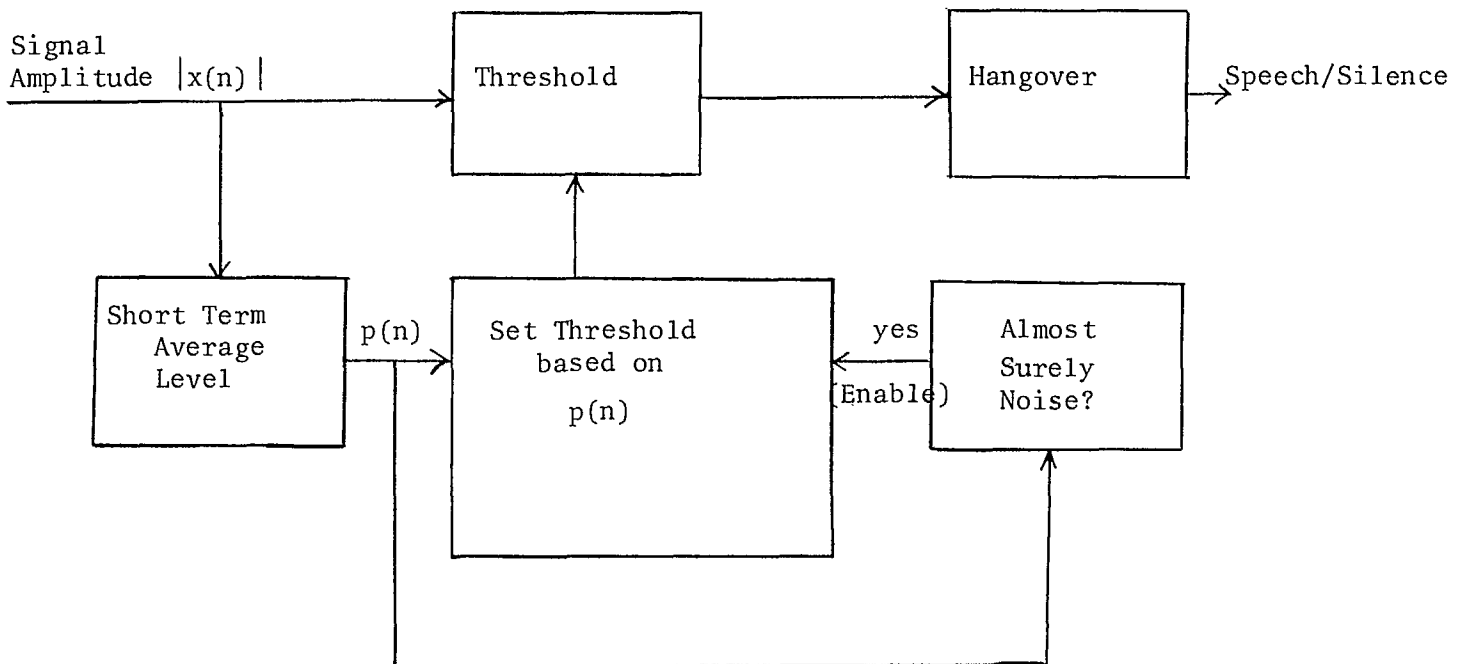 Signal
Amplitude |x(n)|
Threshold
Hangover
Speech/Silence
Short Term
Average
Level
p(n)
Set Threshold
based on
p(n)
yes
(Enable)
Almost
Surely
Noise?